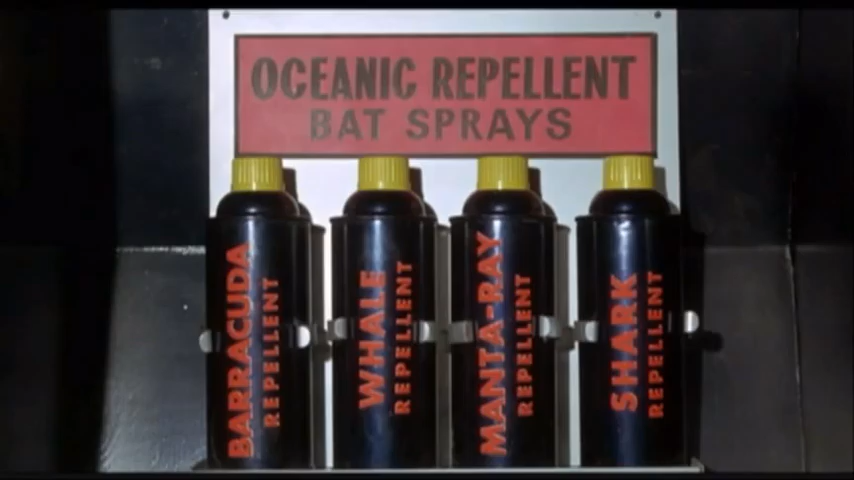 OCEANIC REPELLENT
BAT SPRAYS
BARRACUDA
REPELLENT
WHALE
REPELLENT
MANTA-RAY
REPELLENT
SHARK
REPELLENT